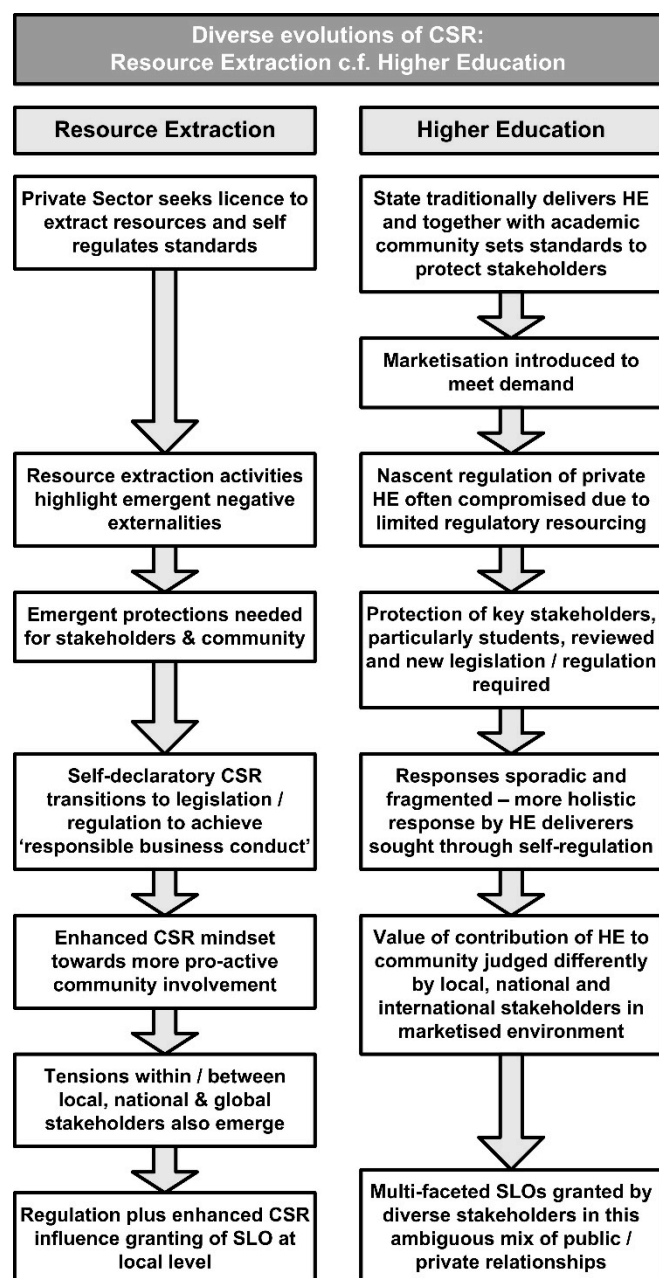 Diverse evolutions of CSR:
Resource Extraction c.f. Higher Education
Resource Extraction
Private Sector seeks licence to
extract resources and self
regulates standards
Resource extraction activities
highlight emergent negative
externalities
Emergent protections needed
for stakeholders & community
Self-declaratory CSR
transitions to legislation /
regulation to achieve
‘responsible business conduct’
Enhanced CSR mindset
towards more pro-active
community involvement
Tensions within / between
local, national & global
stakeholders also emerge
Regulation plus enhanced CSR
influence granting of SLO at
local level
Higher Education
State traditionally delivers HE
and together with academic
community sets standards to
protect stakeholders
Marketisation introduced to
meet demand
Nascent regulation of private
HE often compromised due to
limited regulatory resourcing
Protection of key stakeholders,
particularly students, reviewed
and new legislation / regulation
required
Responses sporadic and
fragmented – more holistic
response by HE deliverers
sought through self-regulation
Value of contribution of HE to
community judged differently
by local, national and
international stakeholders in
marketised environment
Multi-faceted SLOs granted by
diverse stakeholders in this
ambiguous mix of public /
private relationships